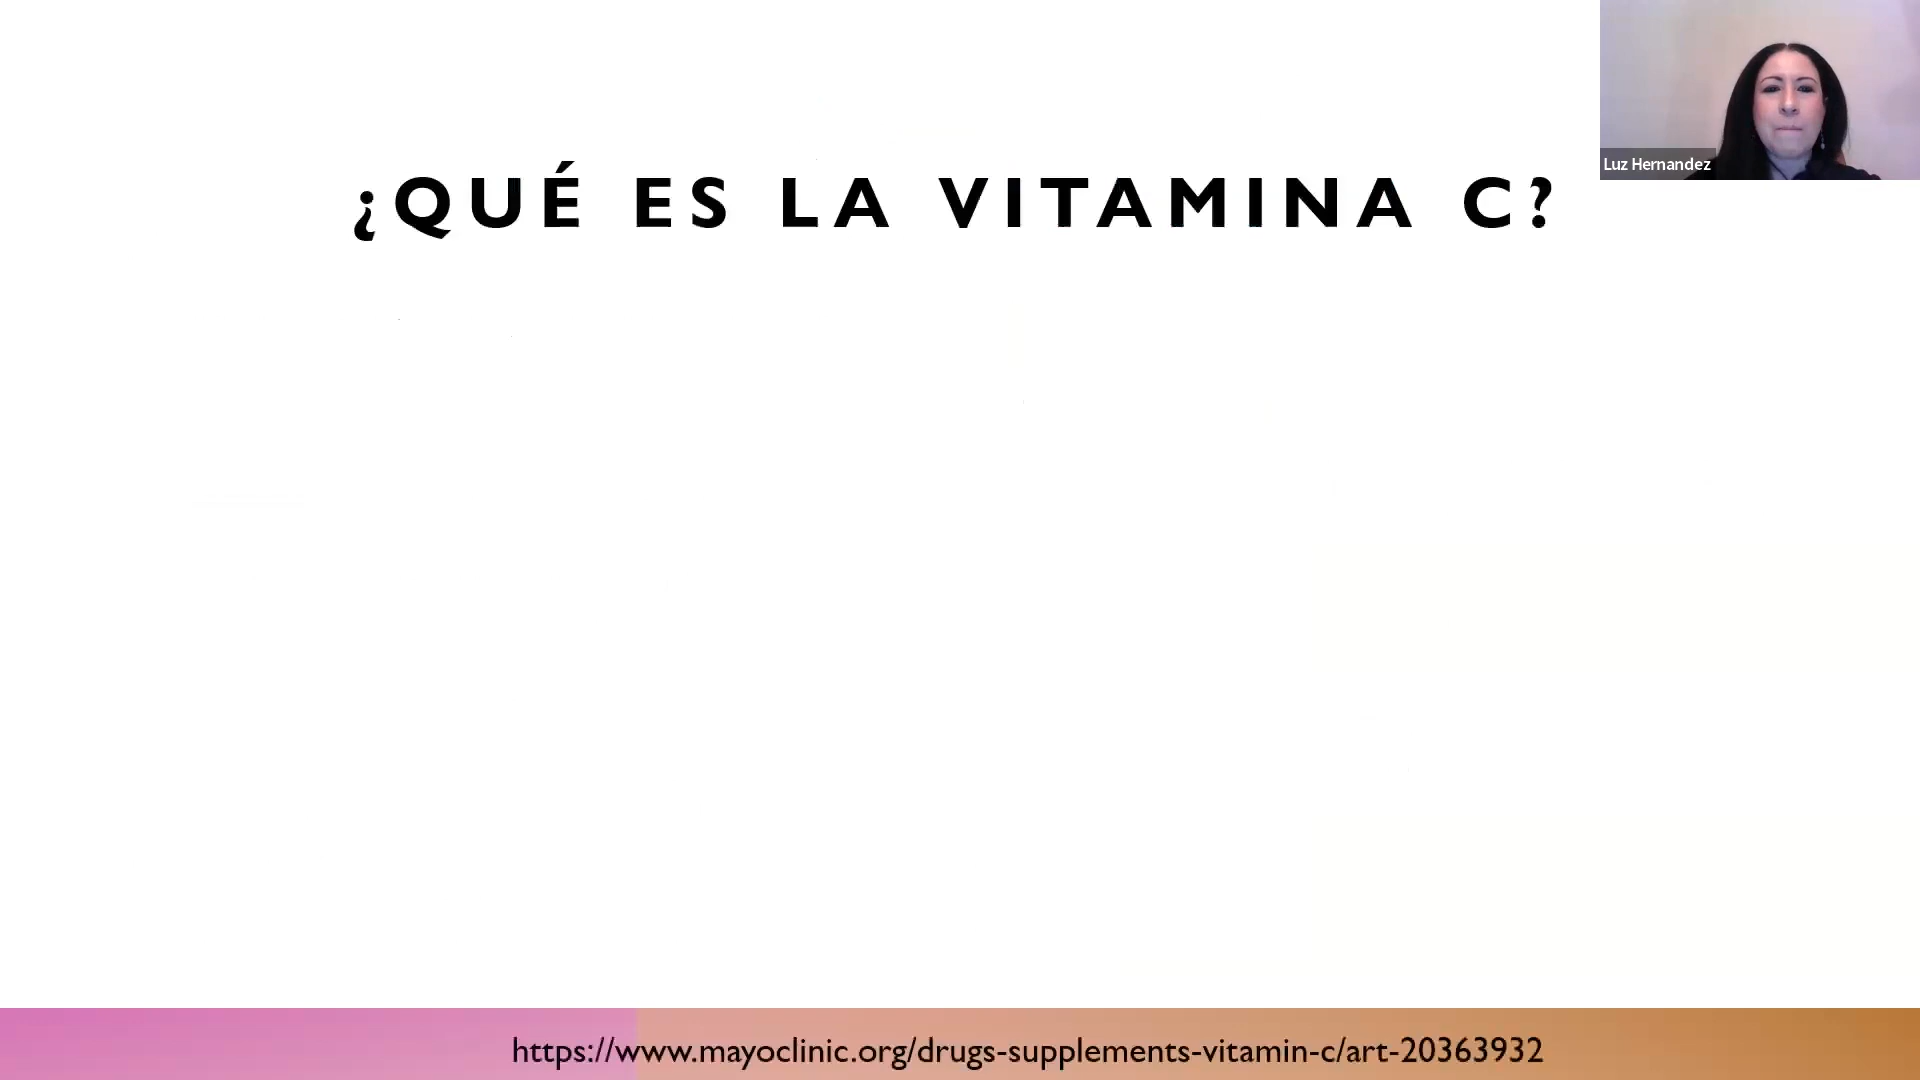 Luz Hernandez
¿QUÉ ES LA VITAMINA C?
https://www.mayoclinic.org/drugs-supplements-vitamin-c/art-20363932